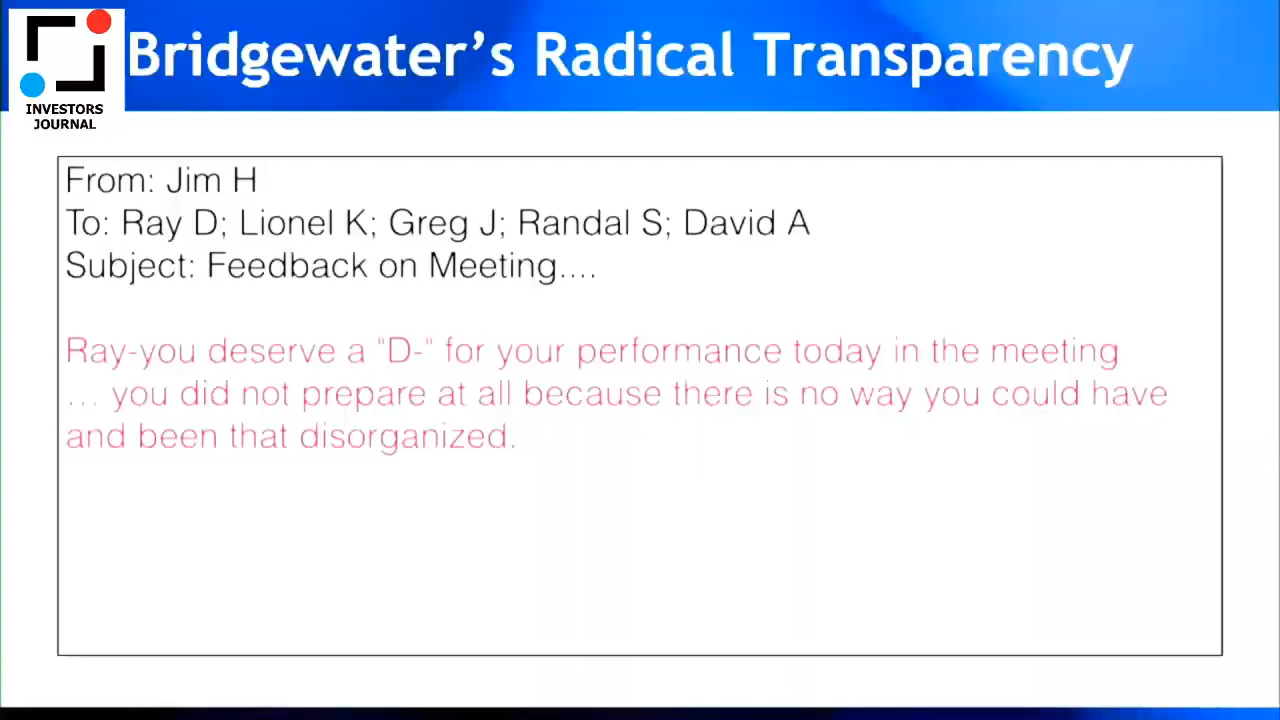 Bridgewater’s Radical Transparency
INVESTORS
JOURNAL
From: Jim H
To: Ray D; Lionel K; Greg J; Randal S; David A
Subject: Feedback on Meeting....
Ray-you deserve a "D-" for your performance today in the meeting
... you did not prepare at all because there is no way you could have
and been that disorganized.